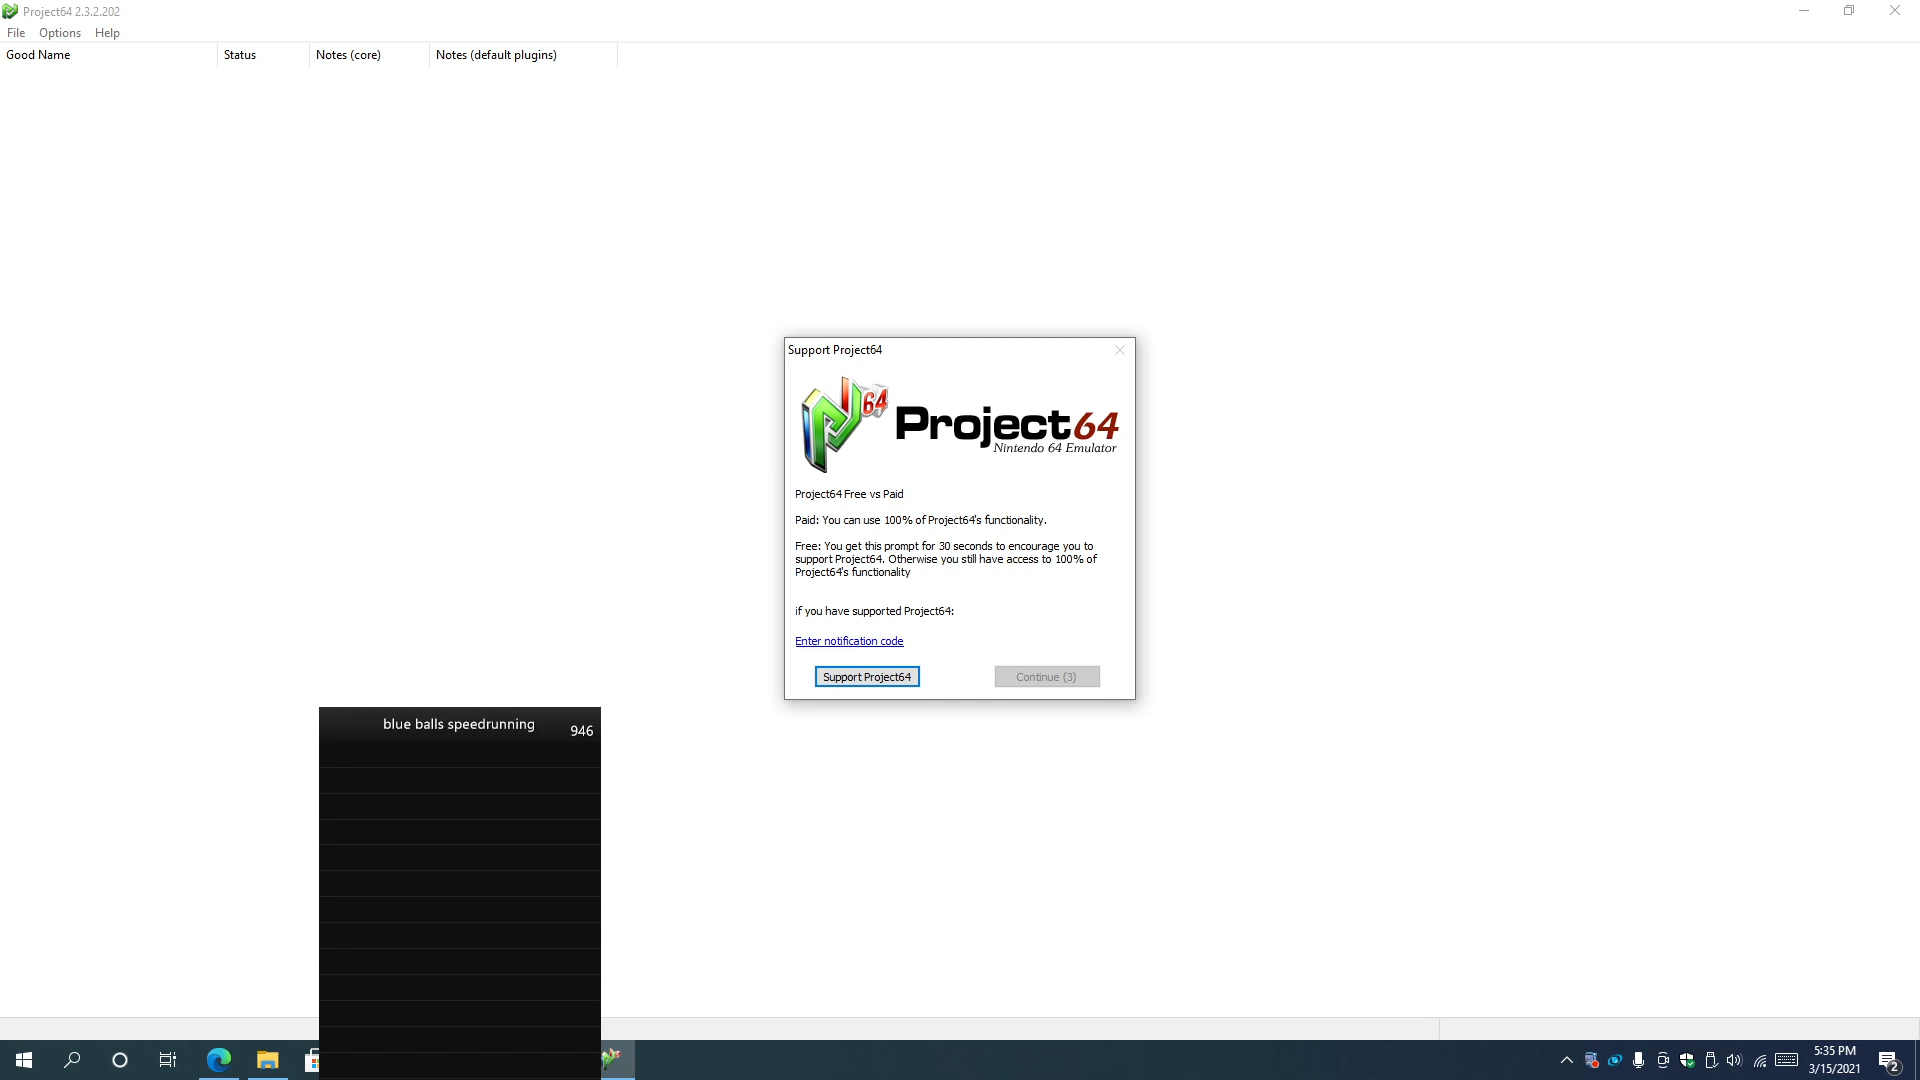 Project64 2.3.2.202
File Options Help
Good Name Status Notes (core) Notes (default plugins)
Support Project64
64
Project64
Nintendo 64 Emulator
Project64 Free vs Paid
Paid: You can use 100% of Project64's functionality.
Free: You get this prompt for 30 seconds to encourage you to
support Project64. Otherwise you still have access to 100% of
Project64's functionality
if you have supported Project64:
Enter notification code
Support Project64 Continue (3)
blue balls speedrunning 946
5:35 PM
3/15/2021
2